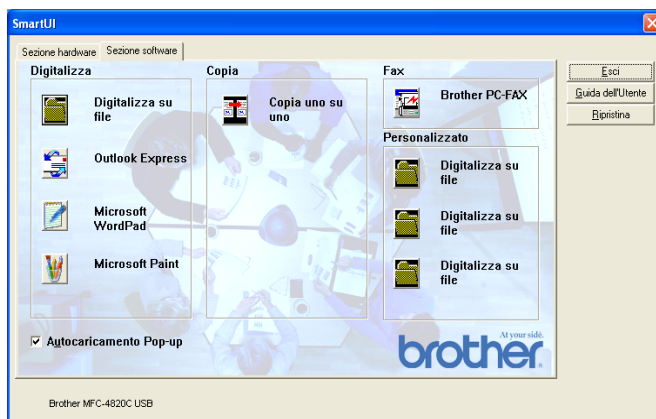 SmartUI
Sezione hardware
Sezione software
Digitalizza
Digitalizza su
file
Outlook Express
Microsoft
WordPad
Microsoft Paint
Copia
Copia uno su
uno
Fax
Brother PC-FAX
Personalizzato
Digitalizza su
file
Digitalizza su
file
Digitalizza su
file
Esci
Guida dell'Utente
Ripristina
Autocaricamento Pop-up
At your side.
brother
Brother MFC-4820C USB